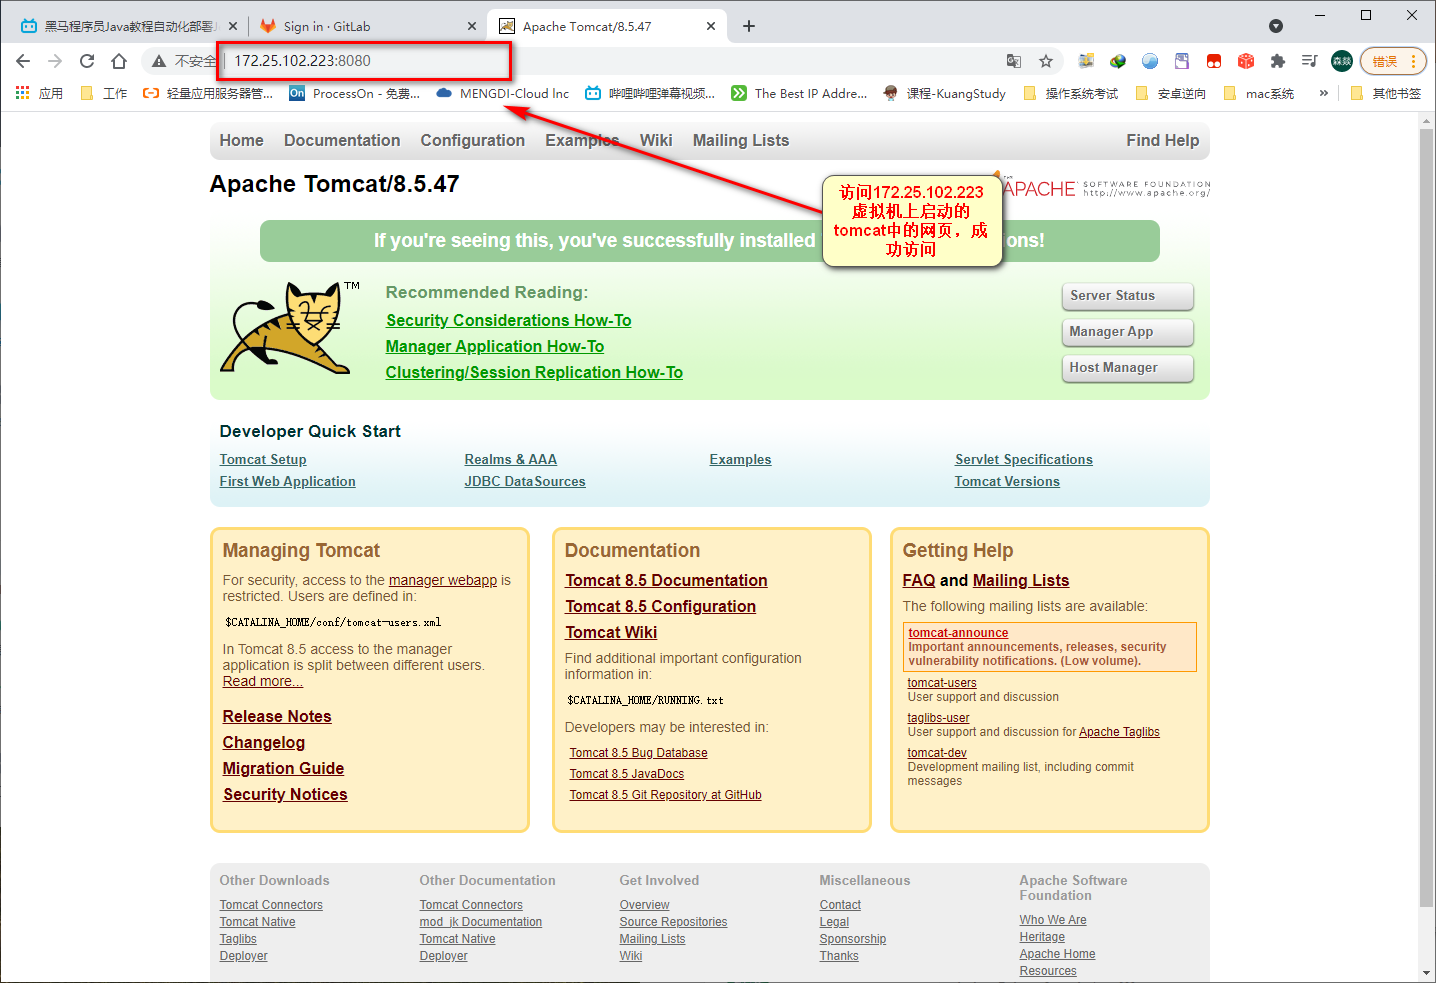 黑马程序员Java教程自动化部署J
Sign in · GitLab
Apache Tomcat/8.5.47
不安全
172.25.102.223:8080
错误
应用
工作
轻量应用服务器管...
On
ProcessOn - 免费...
MENGDI-Cloud Inc
哔哩哔哩弹幕视频...
The Best IP Addre...
课程-KuangStudy
操作系统考试
安卓逆向
mac系统
»
其他书签
Home
Documentation
Configuration
Examples
Wiki
Mailing Lists
Find Help
Apache Tomcat/8.5.47
APACHE
SOFTWARE FOUNDATION
http://www.apache.org/
访问172.25.102.223
虚拟机上启动的
tomcat中的网页，成
功访问
If you're seeing this, you've successfully installed
ons!
TM
Recommended Reading:
Security Considerations How-To
Manager Application How-To
Clustering/Session Replication How-To
Server Status
Manager App
Host Manager
Developer Quick Start
Tomcat Setup
Realms & AAA
Examples
Servlet Specifications
First Web Application
JDBC DataSources
Tomcat Versions
Managing Tomcat
For security, access to the manager webapp is
restricted. Users are defined in:
$CATALINA_HOME/conf/tomcat-users.xml
In Tomcat 8.5 access to the manager
application is split between different users.
Read more...
Release Notes
Changelog
Migration Guide
Security Notices
Documentation
Tomcat 8.5 Documentation
Tomcat 8.5 Configuration
Tomcat Wiki
Find additional important configuration
information in:
$CATALINA_HOME/RUNNING.txt
Developers may be interested in:
Tomcat 8.5 Bug Database
Tomcat 8.5 JavaDocs
Tomcat 8.5 Git Repository at GitHub
Getting Help
FAQ and Mailing Lists
The following mailing lists are available:
tomcat-announce
Important announcements, releases, security
vulnerability notifications. (Low volume).
tomcat-users
User support and discussion
taglibs-user
User support and discussion for Apache Taglibs
tomcat-dev
Development mailing list, including commit
messages
Other Downloads
Tomcat Connectors
Tomcat Native
Taglibs
Deployer
Other Documentation
Tomcat Connectors
mod_jk Documentation
Tomcat Native
Deployer
Get Involved
Overview
Source Repositories
Mailing Lists
Wiki
Miscellaneous
Contact
Legal
Sponsorship
Thanks
Apache Software
Foundation
Who We Are
Heritage
Apache Home
Resources